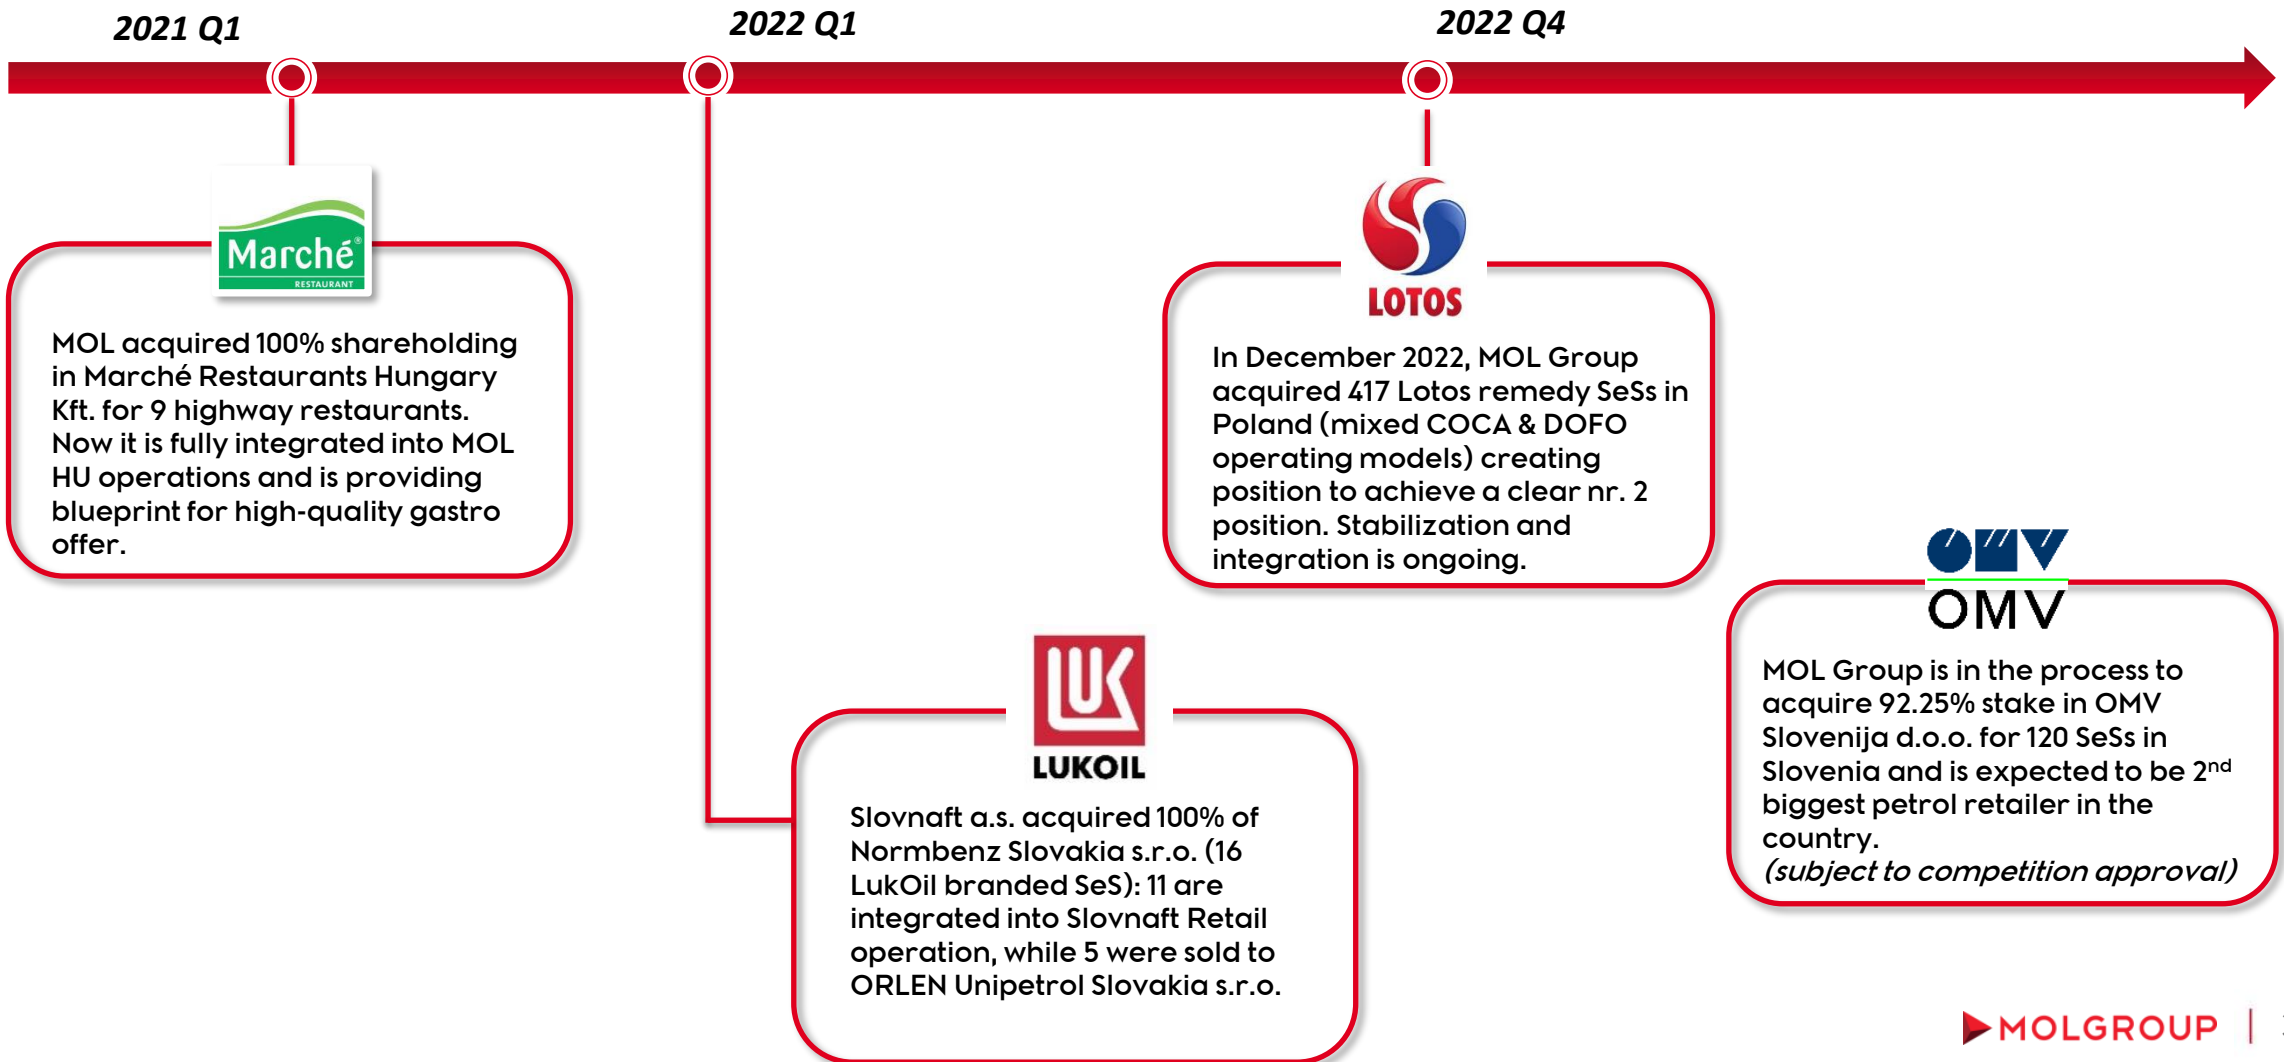 2021 Q1
2022 Q1
2022 Q4
Marché®
RESTAURANT
MOL acquired 100% shareholding
in Marché Restaurants Hungary
Kft. for 9 highway restaurants.
Now it is fully integrated into MOL
HU operations and is providing
blueprint for high-quality gastro
offer.
LUK
LUKOIL
Slovnaft a.s. acquired 100% of
Normbenz Slovakia s.r.o. (16
LukOil branded SeS): 11 are
integrated into Slovnaft Retail
operation, while 5 were sold to
ORLEN Unipetrol Slovakia s.r.o.
LOTOS
In December 2022, MOL Group
acquired 417 Lotos remedy SeSs in
Poland (mixed COCA & DOFO
operating models) creating
position to achieve a clear nr. 2
position. Stabilization and
integration is ongoing.
OMV
OMV
MOL Group is in the process to
acquire 92.25% stake in OMV
Slovenija d.o.o. for 120 SeSs in
Slovenia and is expected to be 2nd
biggest petrol retailer in the
country.
(subject to competition approval)
MOLGROUP